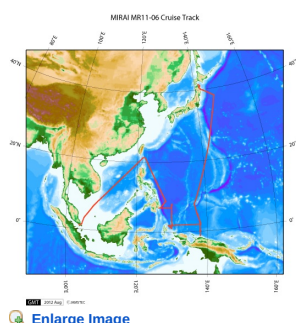 MIRAI MR11-06 Cruise Track
80°E 100°E 120°E 140°E 160°E
40°N 40°
20°N 20°
0° 0°
100°E 120°E 140°E 160°E
GMT 2012 Aug ©JAMSTEC
Enlarge Image